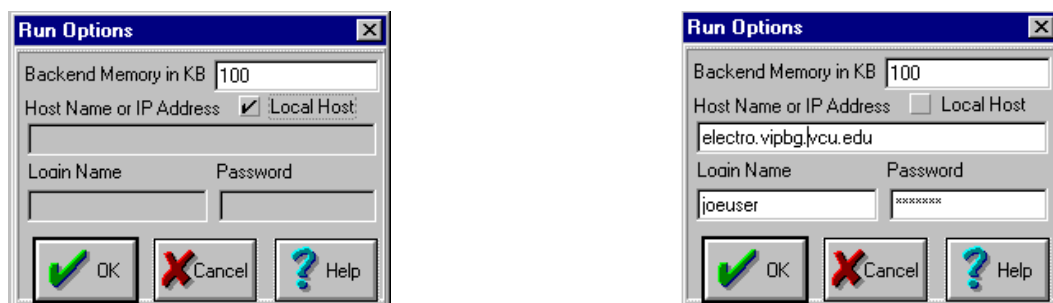 Run Options
Backend Memory in KB 100
Host Name or IP Address Local Host
Login Name Password
OK Cancel Help
Run Options
Backend Memory in KB 100
Host Name or IP Address Local Host
electro.vipbg.vcu.edu
Login Name Password
joeuser *******
OK Cancel Help